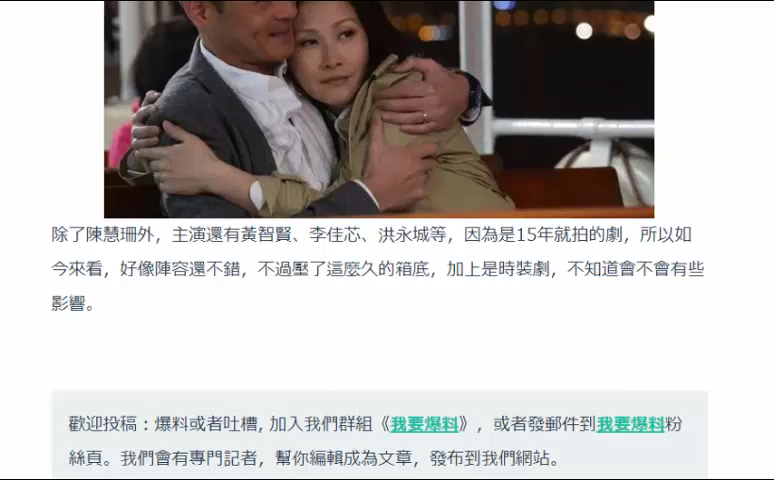 除了陳慧珊外，主演還有黃智賢、李佳芯、洪永城等，因為是15年就拍的劇，所以如
今來看，好像陣容還不錯，不過壓了這麼久的箱底，加上是時裝劇，不知道會不會有些
影響。
歡迎投稿：爆料或者吐槽, 加入我們群組《我要爆料》，或者發郵件到我要爆料粉
絲頁。我們會有專門記者，幫你編輯成為文章，發布到我們網站。